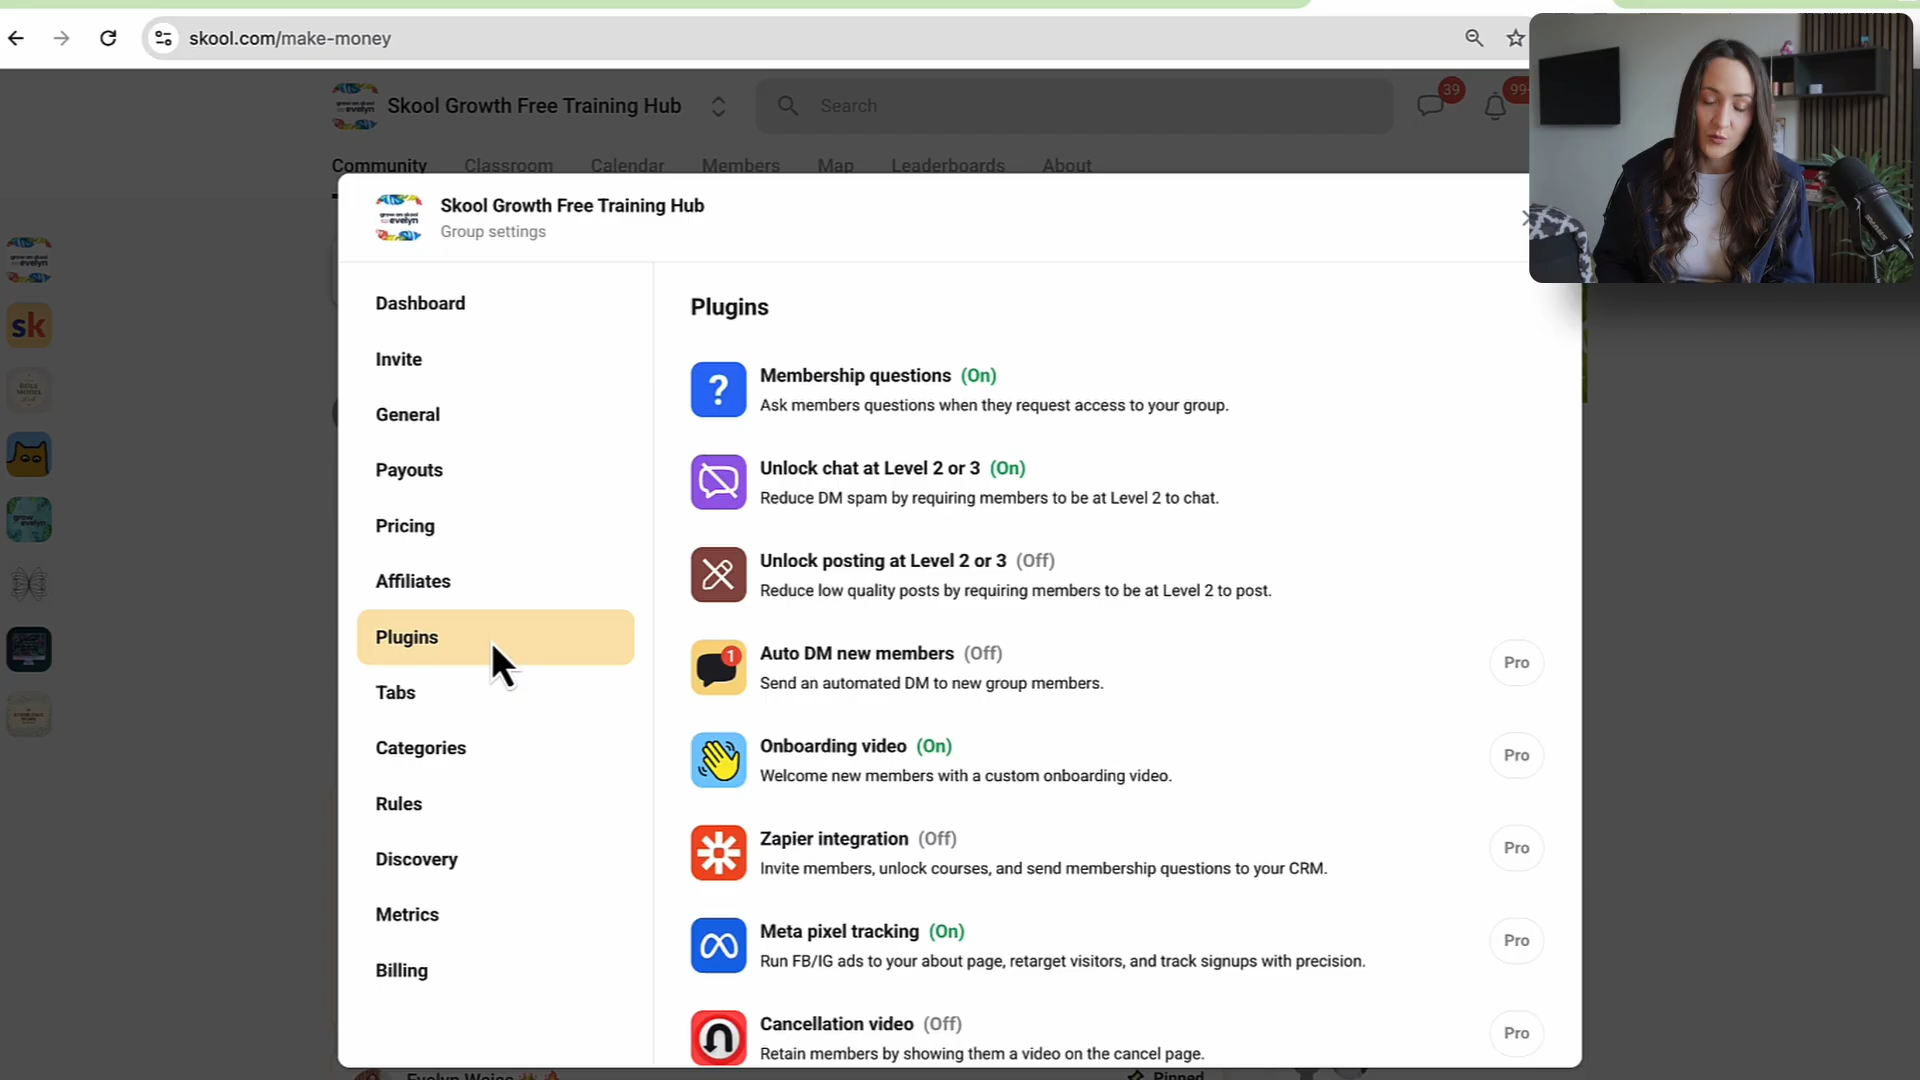 skool.com/make-money
Skool Growth Free Training Hub
Search
39
99
Community
Classroom
Calendar
Members
Map
Leaderboards
About
Skool Growth Free Training Hub
Group settings
sk
Dashboard
Invite
General
Payouts
Pricing
Affiliates
Plugins
Tabs
Categories
Rules
Discovery
Metrics
Billing
Plugins
? Membership questions (On)
Ask members questions when they request access to your group.
Unlock chat at Level 2 or 3 (On)
Reduce DM spam by requiring members to be at Level 2 to chat.
Unlock posting at Level 2 or 3 (Off)
Reduce low quality posts by requiring members to be at Level 2 to post.
1
Auto DM new members (Off)
Send an automated DM to new group members.
Pro
Onboarding video (On)
Welcome new members with a custom onboarding video.
Pro
Zapier integration (Off)
Invite members, unlock courses, and send membership questions to your CRM.
Pro
Meta pixel tracking (On)
Run FB/IG ads to your about page, retarget visitors, and track signups with precision.
Pro
Cancellation video (Off)
Retain members by showing them a video on the cancel page.
Pro
Pinned